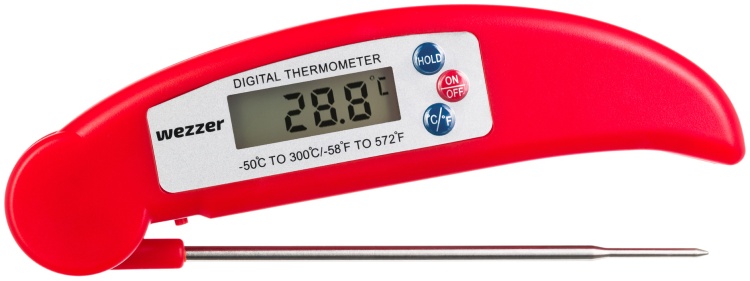 DIGITAL THERMOMETER
HOLD
28.8°C
ON
OFF
°C/°F
wezzer
-50°C TO 300°C/-58°F TO 572°F